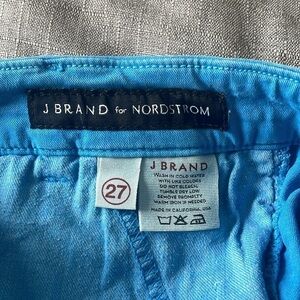 J BRAND for NORDSTROM
27
J BRAND
WASH IN COLD WATER
WITH LIKE COLORS
DO NOT BLEACH
TUMBLE DRY LOW
REMOVE PROMPTLY
WARM IRON IF NEEDED
MADE IN CALIFORNIA, USA